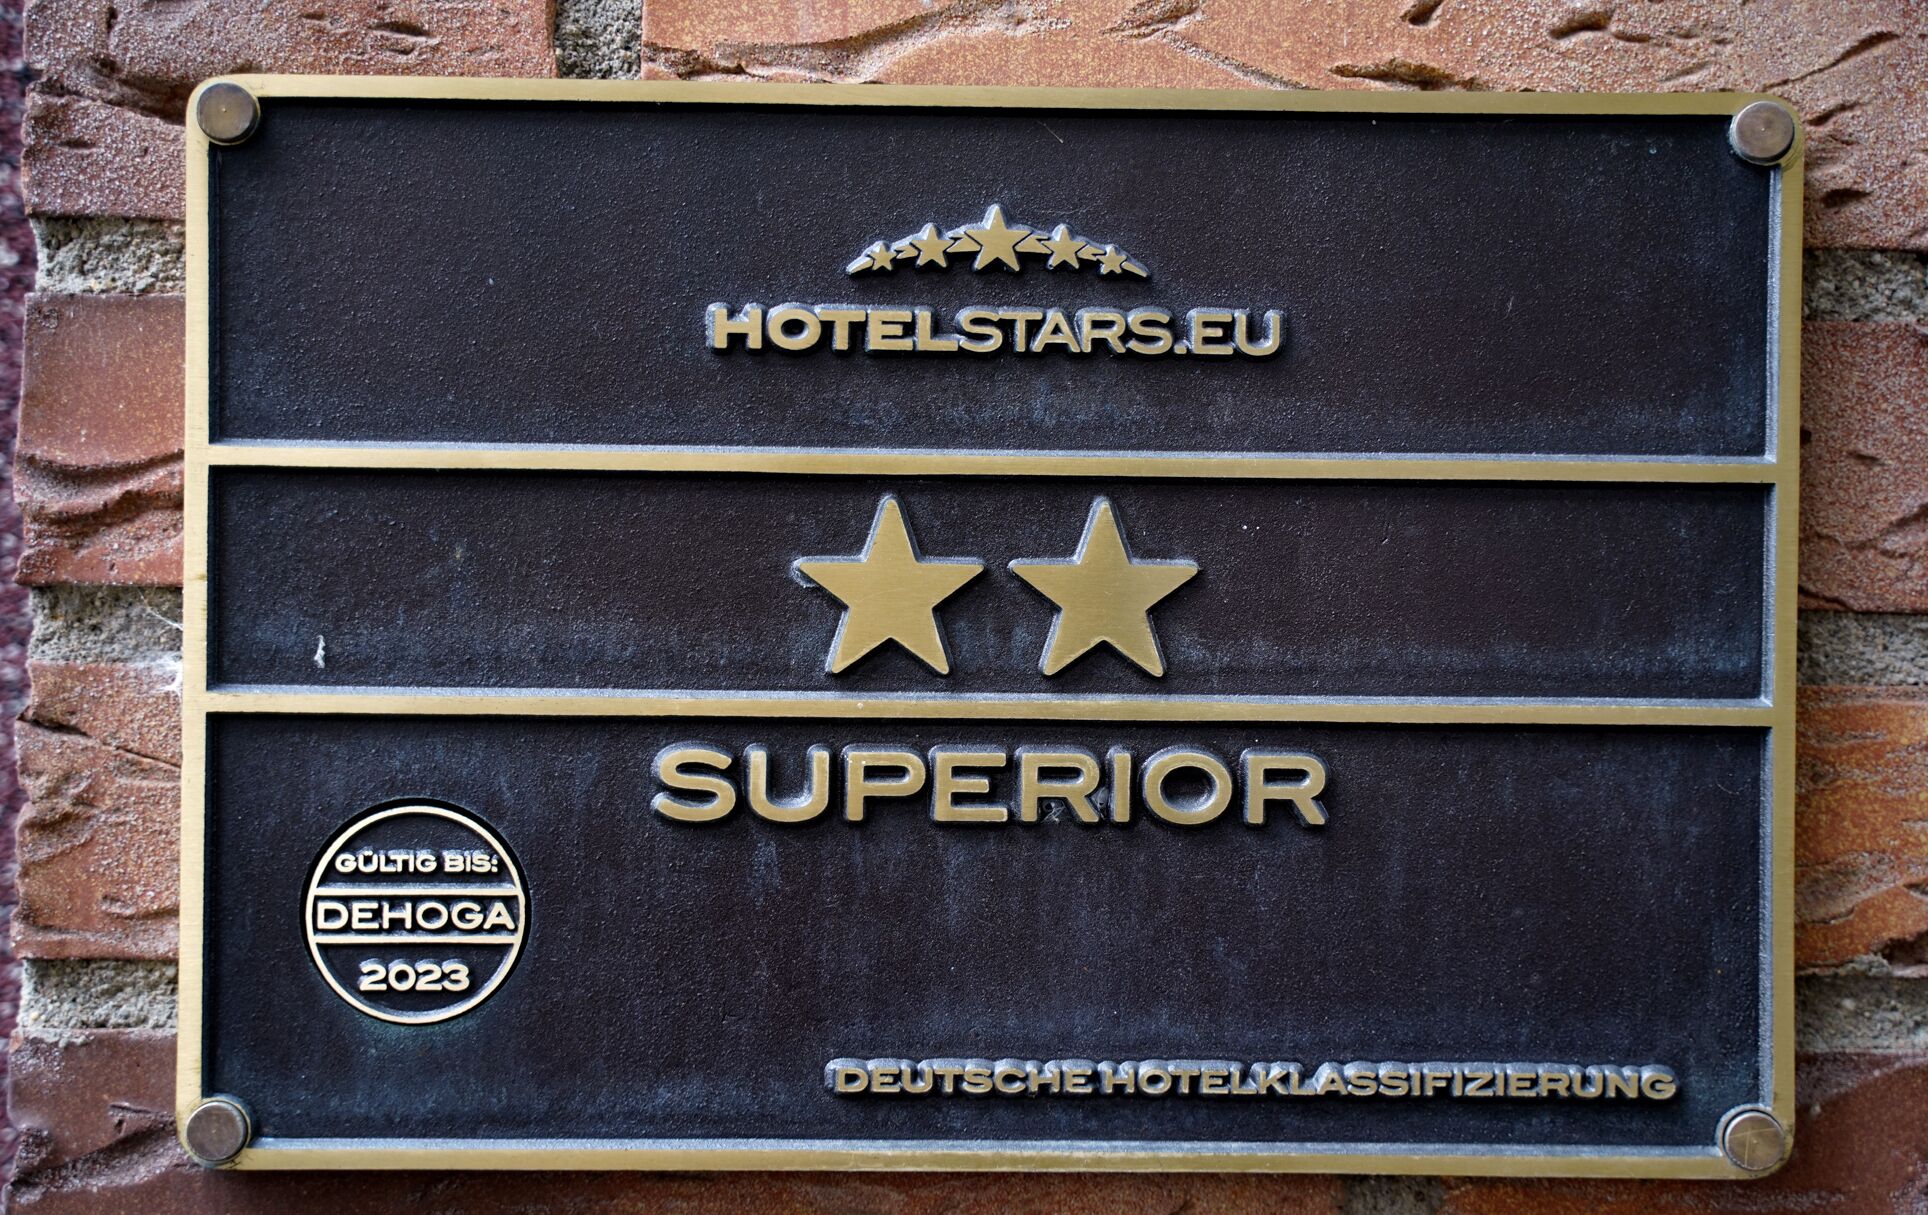 HOTELSTARS.EU
SUPERIOR
GÜLTIG BIS:
DEHOGA
2023
DEUTSCHE HOTELKLASSIFIZIERUNG